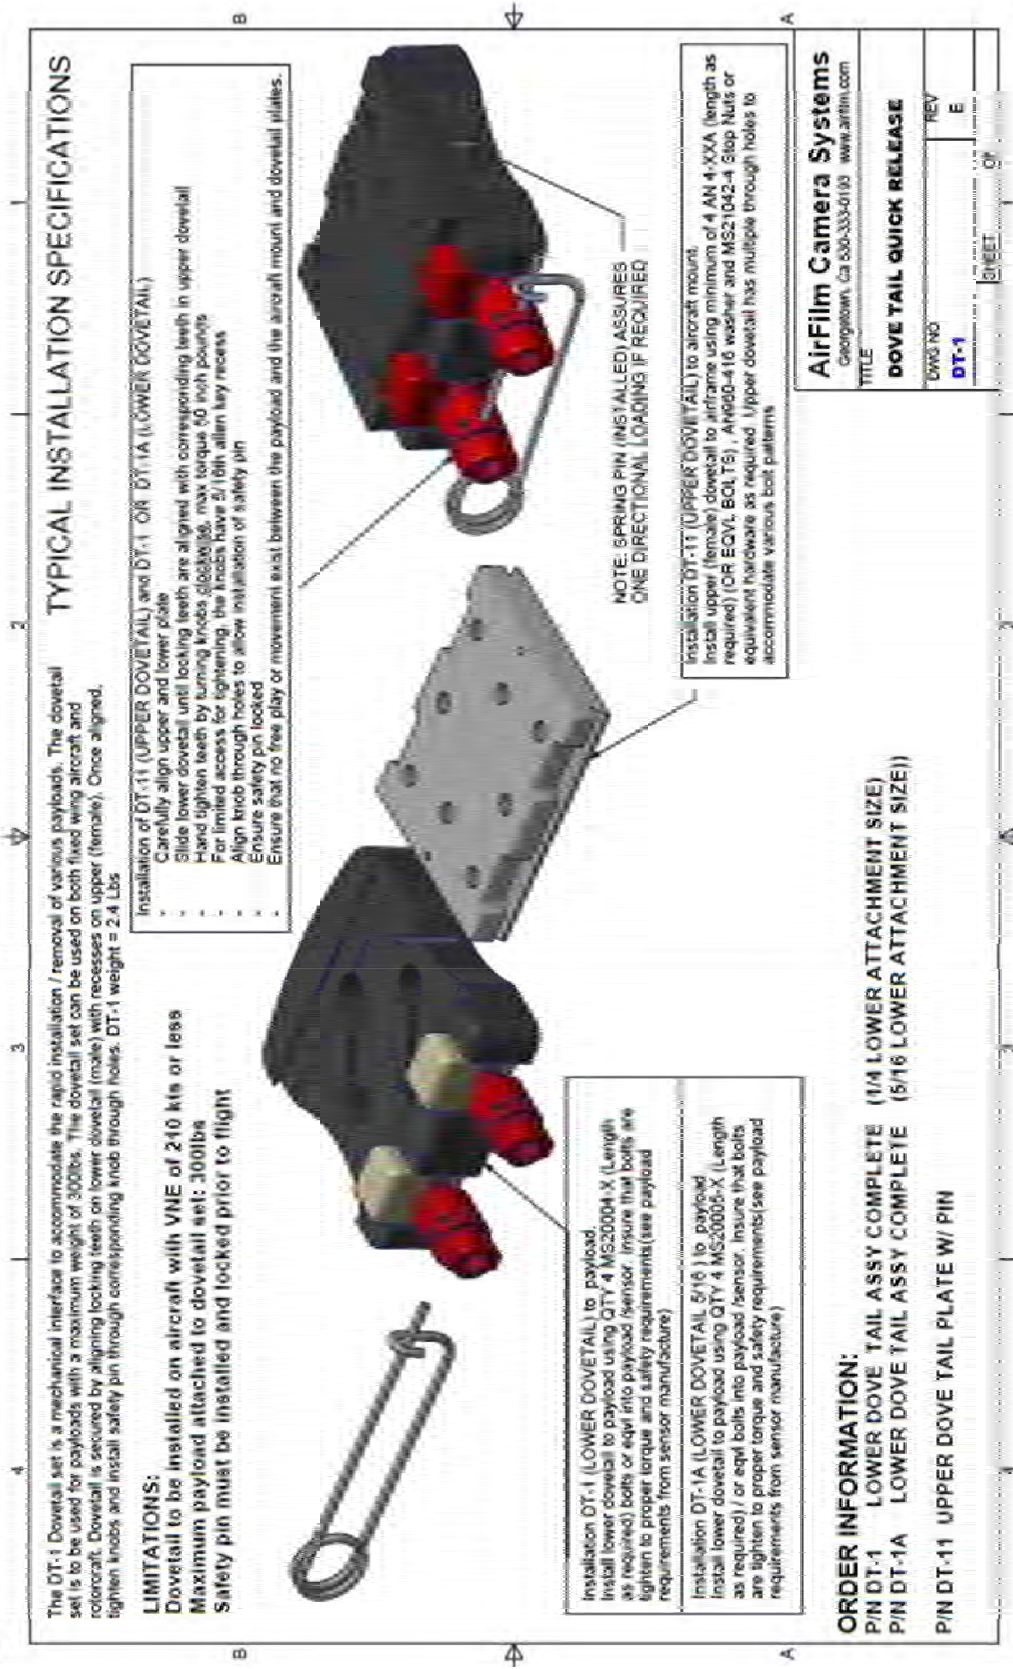 TYPICAL INSTALLATION SPECIFICATIONS
The DT-1 Dovetail set is a mechanical interface to accommodate the rapid installation / removal of various payloads. The dovetail
set is to be used for payloads with a maximum weight of 300lbs. The dovetail set can be used on both fixed wing aircraft and
rotorcraft. Dovetail is secured by aligning locking teeth on lower dovetail (male) with recesses on upper (female). Once aligned,
tighten knobs and install safety pin through corresponding knob through holes. DT-1 weight = 2.4 Lbs
LIMITATIONS:
Dovetail to be installed on aircraft with VNE of 210 kts or less
Maximum payload attached to dovetail set: 300lbs
Safety pin must be installed and locked prior to flight
Installation of DT-11 (UPPER DOVETAIL) and DT-1 OR DT-1A (LOWER DOVETAIL)
- Carefully align upper and lower plate
- Slide lower dovetail until locking teeth are aligned with corresponding teeth in upper dovetail
- Hand tighten teeth by turning knobs clockwise, max torque 50 inch pounds
- For limited access for tightening, the knobs have 5/16th allen key recess
- Align knob through holes to allow installation of safety pin
- Ensure safety pin locked
- Ensure that no free play or movement exist between the payload and the aircraft mount and dovetail plates.
NOTE: SPRING PIN (INSTALLED) ASSURES
ONE DIRECTIONAL LOADING IF REQUIRED)
Installation DT-1 (LOWER DOVETAIL) to payload.
Install lower dovetail to payload using QTY 4 MS20004-X (Length
as required) bolts or eqvl into payload /sensor. Insure that bolts are
tighten to proper torque and safety requirements(see payload
requirements from sensor manufacture)
Installation DT-1A (LOWER DOVETAIL 5/16) to payload
Install lower dovetail to payload using QTY 4 MS20005-X (Length
as required) / or eqvl bolts into payload /sensor. Insure that bolts
are tighten to proper torque and safety requirements(see payload
requirements from sensor manufacture)
Installation DT-11 (UPPER DOVETAIL) to aircraft mount.
Install upper (female) dovetail to airframe using minimum of 4 AN 4-XXA (length as
required) (OR EQVL BOLTS) , AN960-416 washer and MS21042-4 Stop Nuts or
equivalent hardware as required. Upper dovetail has multiple through holes to
accommodate various bolt patterns
ORDER INFORMATION:
P/N DT-1 LOWER DOVE TAIL ASSY COMPLETE (1/4 LOWER ATTACHMENT SIZE)
P/N DT-1A LOWER DOVE TAIL ASSY COMPLETE (5/16 LOWER ATTACHMENT SIZE))
P/N DT-11 UPPER DOVE TAIL PLATE W/ PIN
AirFilm Camera Systems
Georgetown, Ca 530-333-0193 www.airfilm.com
TITLE
DOVE TAIL QUICK RELEASE
DWG NO
DT-1
REV
E
SHEET OF
4
3
2
B
B
A
A